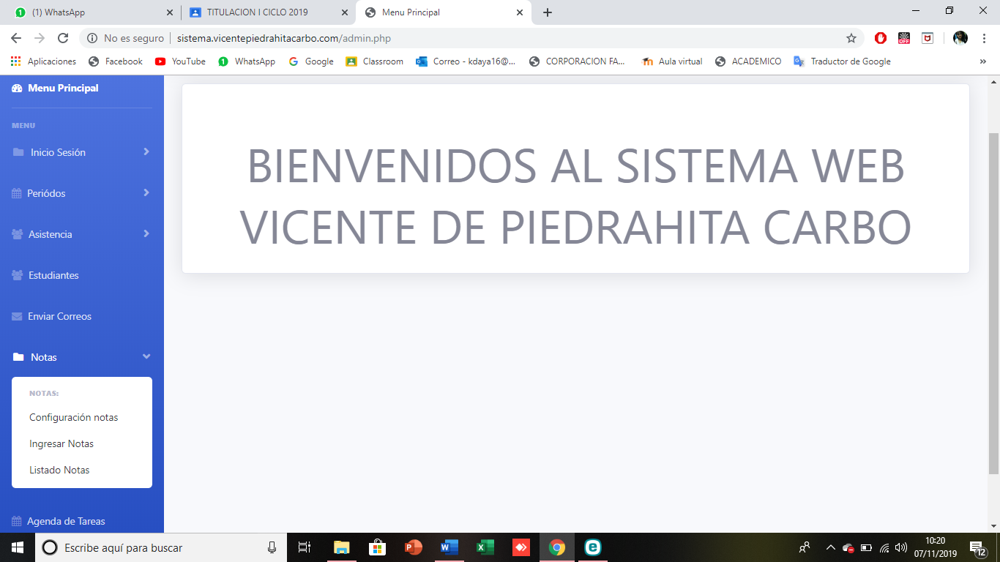 (1) WhatsApp
TITULACION I CICLO 2019
Menu Principal
No es seguro
sistema.vicentepiedrahitacarbo.com/admin.php
OFF
Aplicaciones
Facebook
YouTube
1
WhatsApp
Google
Classroom
Correo - kdaya16@...
CORPORACION FA...
Aula virtual
ACADEMICO
Traductor de Google
»
Menu Principal
MENU
Inicio Sesión
Periódos
Asistencia
Estudiantes
Enviar Correos
Notas
NOTAS:
Configuración notas
Ingresar Notas
Listado Notas
Agenda de Tareas
BIENVENIDOS AL SISTEMA WEB
VICENTE DE PIEDRAHITA CARBO
Escribe aquí para buscar
10:20
07/11/2019
12